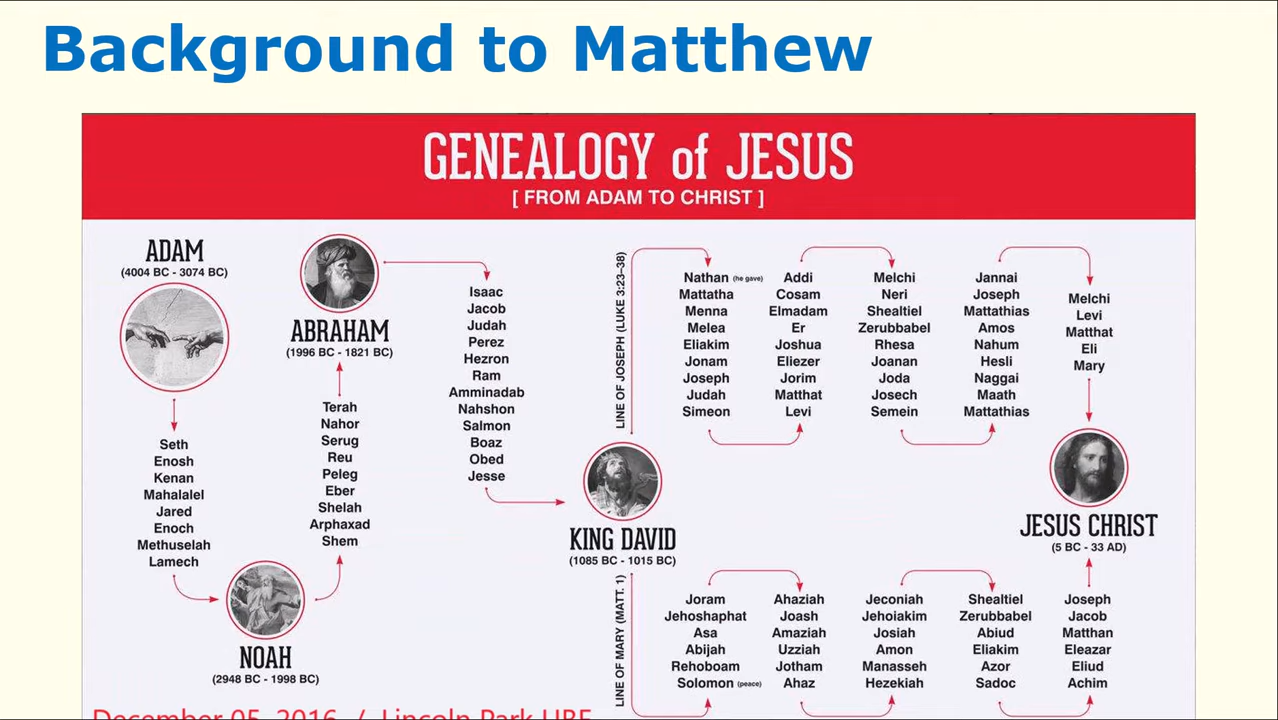 Background to Matthew
GENEALOGY of JESUS
[ FROM ADAM TO CHRIST ]
ADAM
(4004 BC - 3074 BC)
Seth
Enosh
Kenan
Mahalalel
Jared
Enoch
Methuselah
Lamech
NOAH
(2948 BC - 1998 BC)
ABRAHAM
(1996 BC - 1821 BC)
Terah
Nahor
Serug
Reu
Peleg
Eber
Shelah
Arphaxad
Shem
Isaac
Jacob
Judah
Perez
Hezron
Ram
Amminadab
Nahshon
Salmon
Boaz
Obed
Jesse
KING DAVID
(1085 BC - 1015 BC)
LINE OF JOSEPH (LUKE 3:23–38)
Nathan (he gave)
Mattatha
Menna
Melea
Eliakim
Jonam
Joseph
Judah
Simeon
Addi
Cosam
Elmadam
Er
Joshua
Eliezer
Jorim
Matthat
Levi
Melchi
Neri
Shealtiel
Zerubbabel
Rhesa
Joanan
Joda
Josech
Semein
Jannai
Joseph
Mattathias
Amos
Nahum
Hesli
Naggai
Maath
Mattathias
Melchi
Levi
Matthat
Eli
Mary
JESUS CHRIST
(5 BC - 33 AD)
LINE OF MARY (MATT. 1)
Joram
Jehoshaphat
Asa
Abijah
Rehoboam
Solomon (peace)
Ahaziah
Joash
Amaziah
Uzziah
Jotham
Ahaz
Jeconiah
Jehoiakim
Josiah
Amon
Manasseh
Hezekiah
Shealtiel
Zerubbabel
Abiud
Eliakim
Azor
Sadoc
Joseph
Jacob
Matthan
Eleazar
Eliud
Achim
December 05, 2016 / Lincoln Park UBF